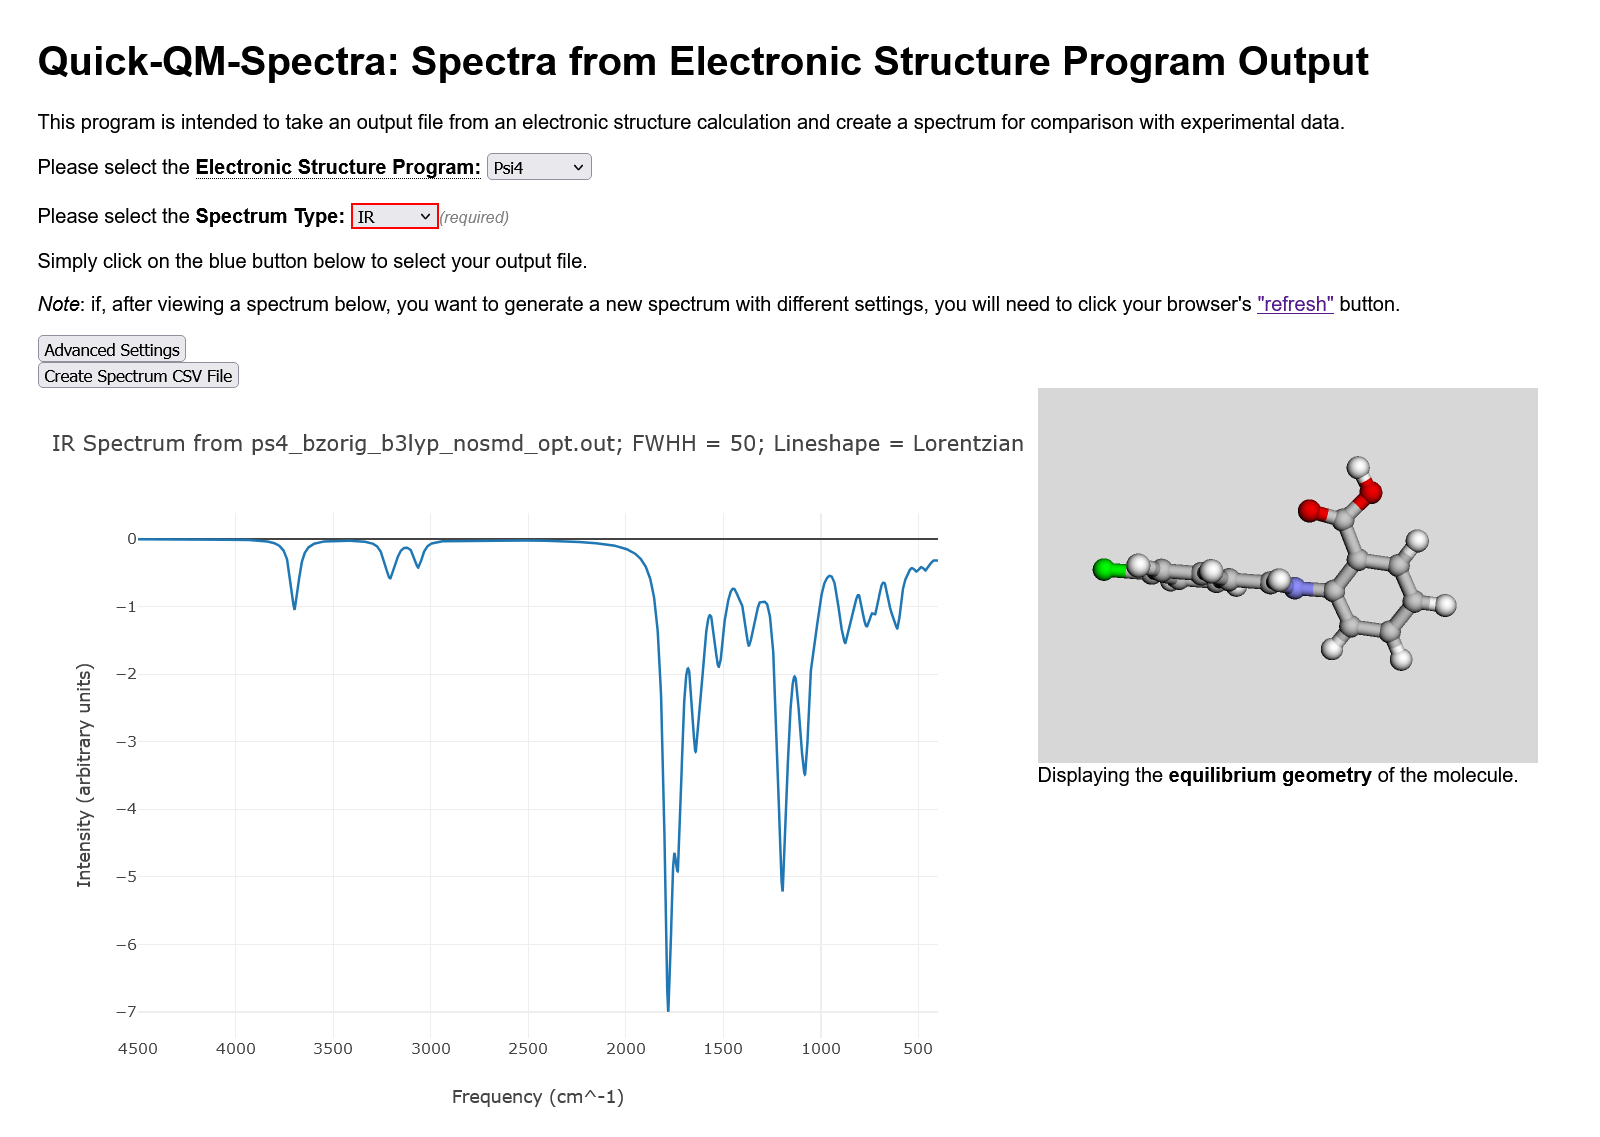 Quick-QM-Spectra: Spectra from Electronic Structure Program Output
This program is intended to take an output file from an electronic structure calculation and create a spectrum for comparison with experimental data.
Please select the Electronic Structure Program: Psi4
Please select the Spectrum Type: IR (required)
Simply click on the blue button below to select your output file.
Note: if, after viewing a spectrum below, you want to generate a new spectrum with different settings, you will need to click your browser's "refresh" button.
Advanced Settings
Create Spectrum CSV File
IR Spectrum from ps4_bzorig_b3lyp_nosmd_opt.out; FWHH = 50; Lineshape = Lorentzian
0
−1
−2
−3
−4
−5
−6
−7
Intensity (arbitrary units)
4500 4000 3500 3000 2500 2000 1500 1000 500
Frequency (cm^-1)
Displaying the equilibrium geometry of the molecule.